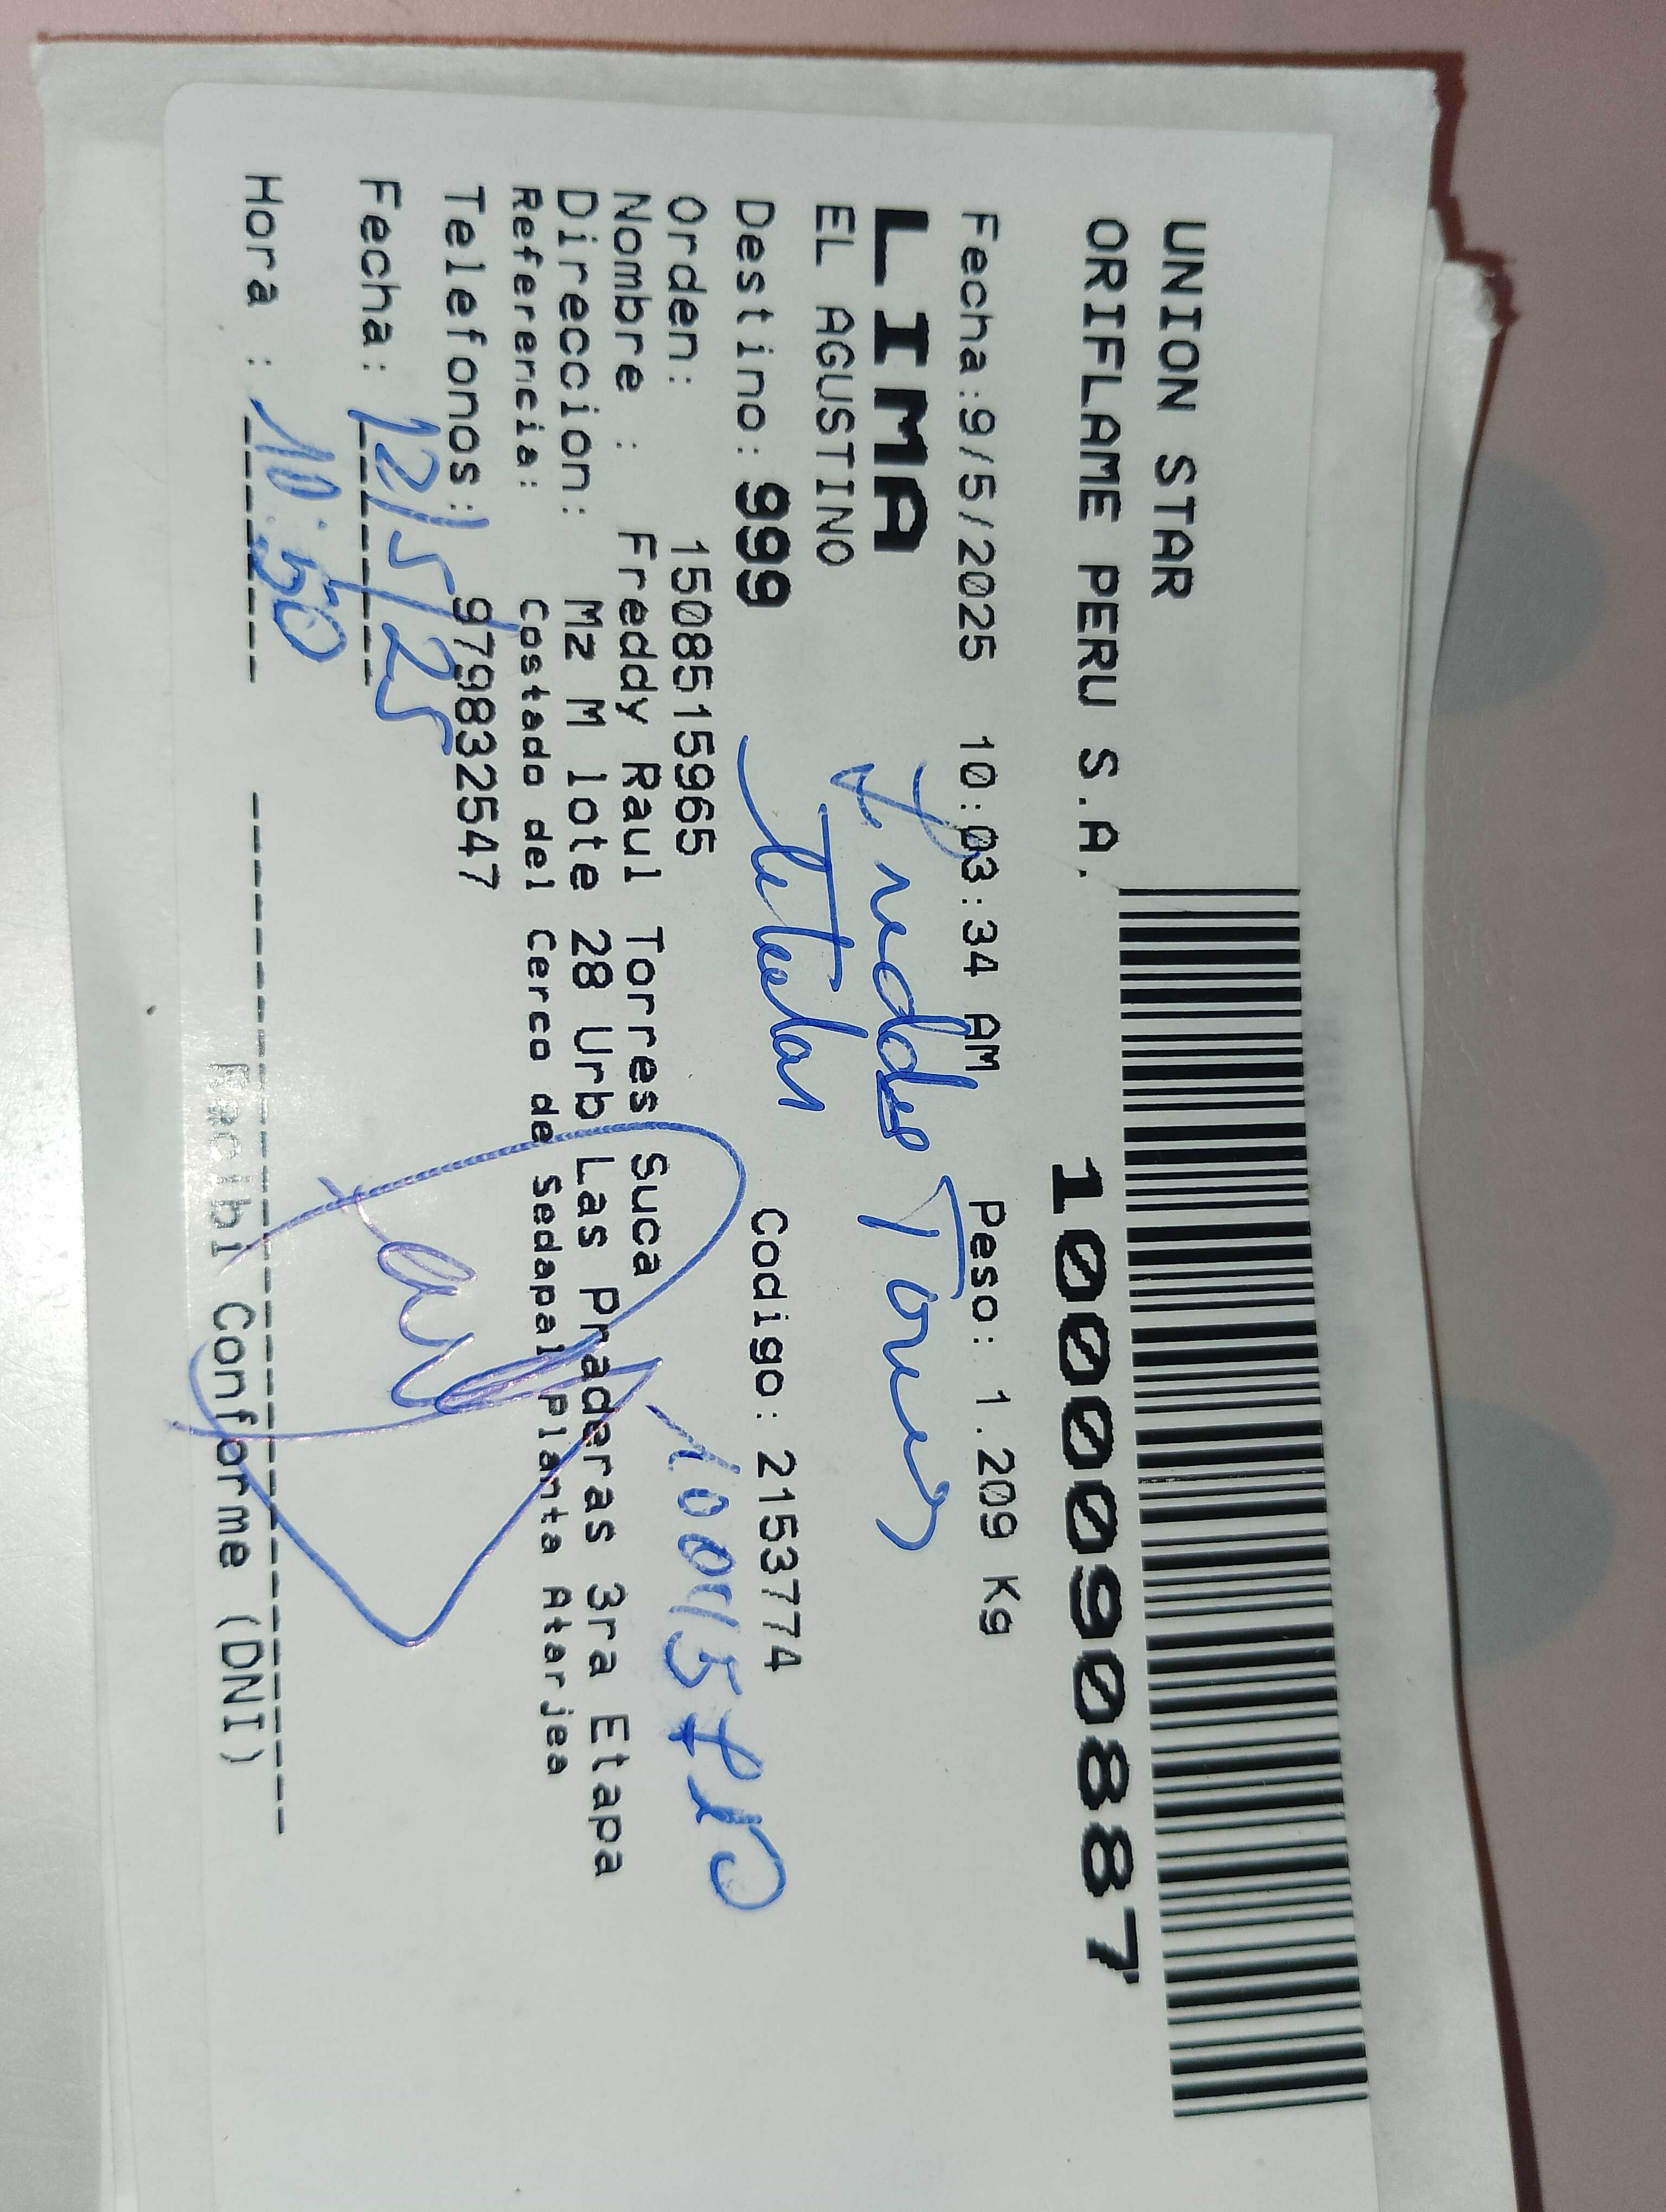 UNION STAR
ORIFLAME PERU S.A.
1000090887
Fecha:9/5/2025 10:03:34 AM Peso: 1.209 Kg
LIMA
EL AGUSTINO
Freddy Torres
titular
Destino: 999 Codigo: 2153774
Orden: 1508515965
Nombre : Freddy Raul Torres Suca
Direccion: Mz M lote 28 Urb Las Praderas 3ra Etapa
Referencia: Costado del Cerco de Sedapal Planta Atarjea
Telefonos: 979832547
Fecha: 12/5/25
Hora : 10:50
Recibi Conforme (DNI)